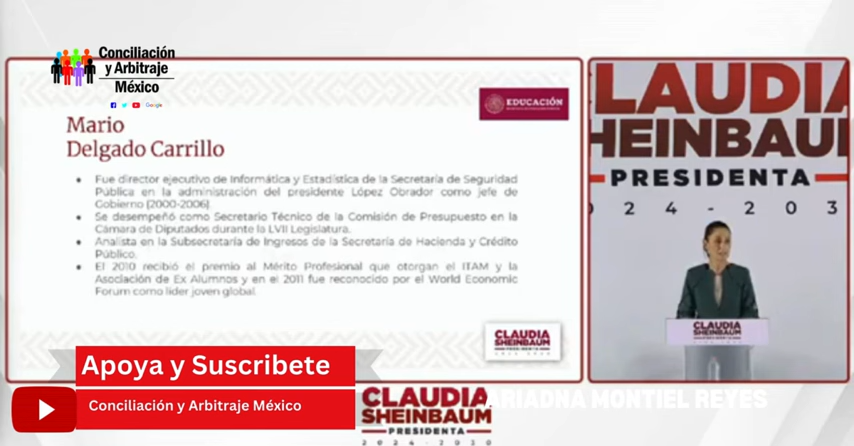 Conciliación
y Arbitraje
México
Google
EDUCACIÓN
Mario
Delgado Carrillo
• Fue director ejecutivo de Informática y Estadística de la Secretaría de Seguridad
Pública en la administración del presidente López Obrador como jefe de
Gobierno (2000-2006).
• Se desempeñó como Secretario Técnico de la Comisión de Presupuesto en la
Cámara de Diputados durante la LVII Legislatura.
• Analista en la Subsecretaría de Ingresos de la Secretaría de Hacienda y Crédito
Público.
• El 2010 recibió el premio al Mérito Profesional que otorgan el ITAM y la
Asociación de Ex Alumnos y en el 2011 fue reconocido por el World Economic
Forum como líder joven global.
CLAUDIA
SHEINBAUM
PRESIDENTA
LAUDIA
HEINBAUM
PRESIDENTA
024-203
CLAUDIA
SHEINBAUM
PRESIDENTA
Apoya y Suscribete
Conciliación y Arbitraje México
CLAUDIA
SHEINBAUM
PRESIDENTA
2024-2030
ARIADNA MONTIEL REYES